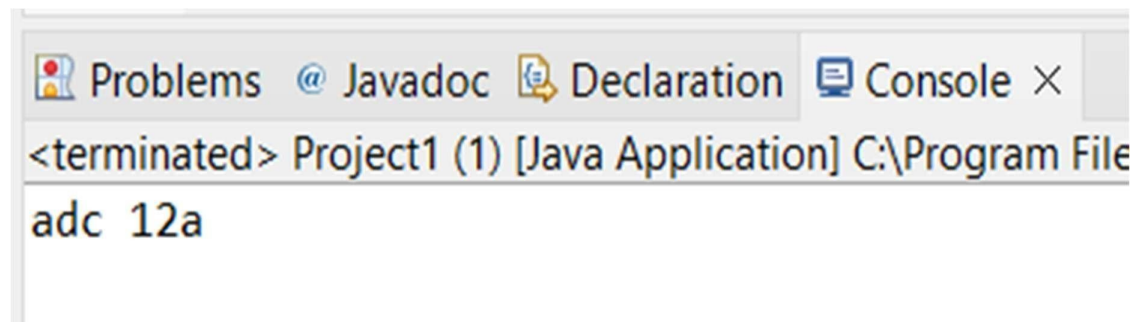 Problems @ Javadoc Declaration Console
<terminated> Project1 (1) [Java Application] C:\Program File
adc 12a